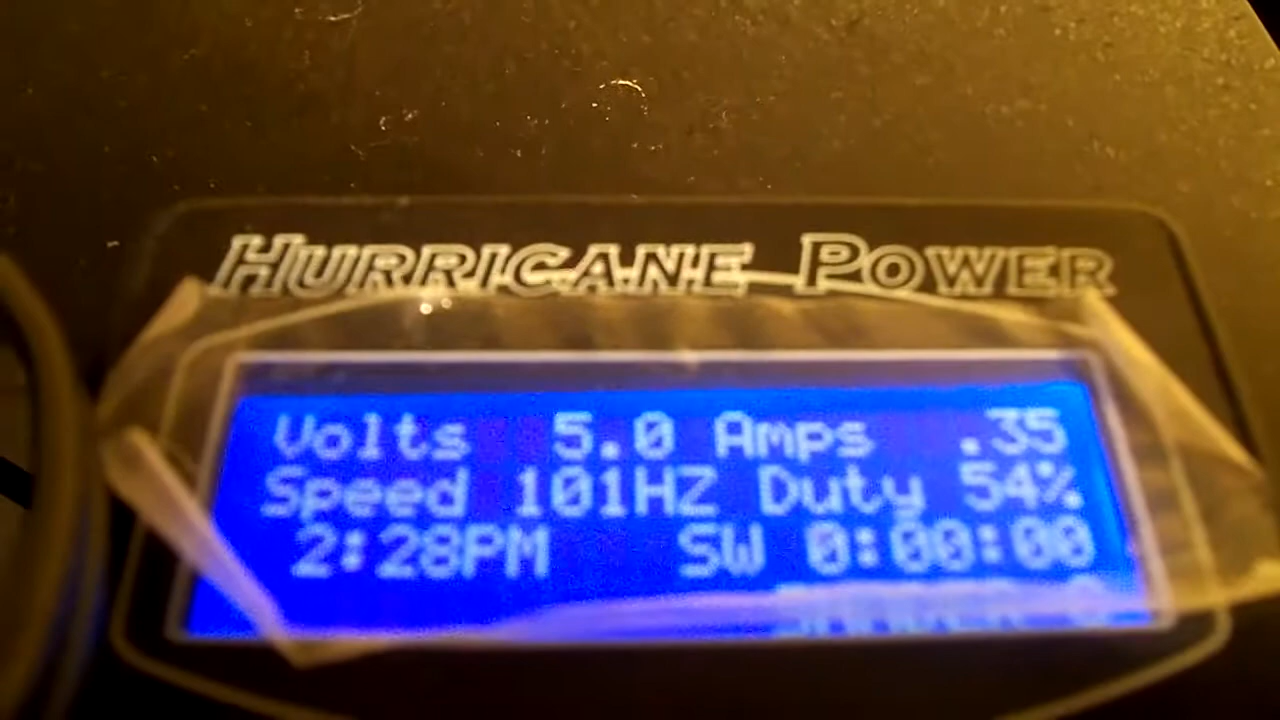 HURRICANE POWER
Volts 5.0 Amps .35
Speed 101HZ Duty 54%
2:28PM SW 0:00:00